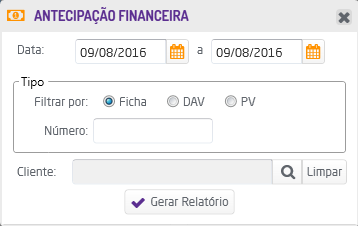 ANTECIPAÇÃO FINANCEIRA
Data: 09/08/2016 a 09/08/2016
Tipo
Filtrar por: Ficha DAV PV
Número:
Cliente: Limpar
Gerar Relatório